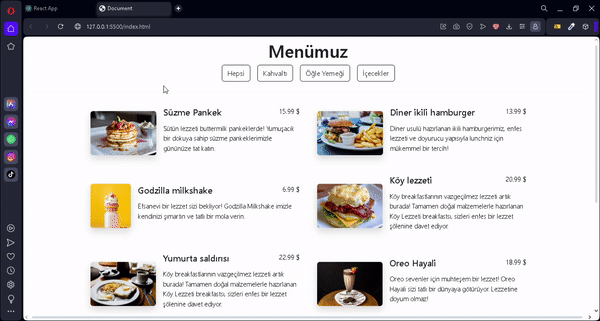 React App
Document
127.0.0.1:5500/index.html
Menümuz
Hepsi
Kahvaltı
Öğle Yemeği
İçecekler
Süzme Pankek 15.99 $
Sütün lezzeti buttermilk pankeklerde! Yumuşacık
bir dokuya sahip süzme pankeklerimizle
gününüze tat katın.
Diner ikili hamburger 13.99 $
Diner usulü hazırlanan ikili hamburgerimiz, enfes
lezzeti ve doyurucu yapısıyla lunchınız için
mükemmel bir tercih!
Godzilla milkshake 6.99 $
Efsanevi bir lezzet sizi bekliyor! Godzilla Milkshake imizle
kendinizi şımartın ve tatlı bir mola verin.
Köy lezzeti 20.99 $
Köy breakfastlarının vazgeçilmez lezzeti artık
burada! Tamamen doğal malzemelerle hazırlanan
Köy Lezzeti breakfastsı, sizleri enfes bir güzel
şölenine davet ediyor.
Yumurta saldırısı 22.99 $
Köy breakfastlarının vazgeçilmez lezzeti artık
burada! Tamamen doğal malzemelerle hazırlanan
Köy Lezzeti breakfastsı, sizleri enfes bir lezzet
şölenine davet ediyor.
Oreo Hayali 18.99 $
Oreo sevenler için muhteşem bir lezzet! Oreo
Hayali sizi tatlı bir dünyaya götürüyor. Lezzetine
doyum olmaz!